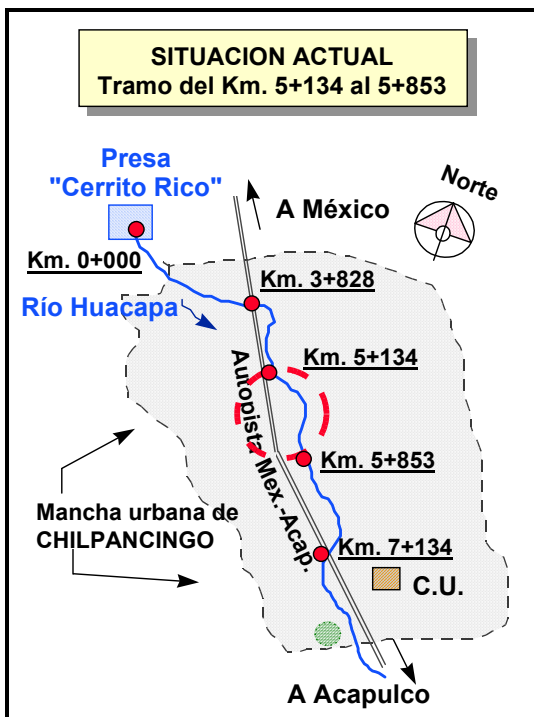 SITUACION ACTUAL
Tramo del Km. 5+134 al 5+853
Presa
"Cerrito Rico"
Norte
A México
Km. 0+000
Km. 3+828
Río Huacapa
Km. 5+134
Autopista Mex.-Acap.
Km. 5+853
Mancha urbana de
CHILPANCINGO
Km. 7+134
C.U.
A Acapulco